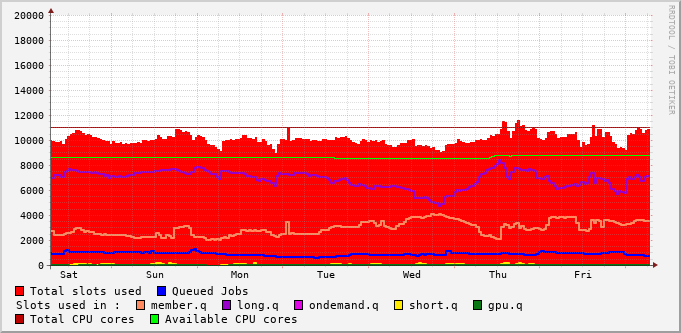 20000
18000
16000
14000
12000
10000
8000
6000
4000
2000
0
Sat Sun Mon Tue Wed Thu Fri
RRDTOOL / TOBI OETIKER
Total slots used Queued Jobs
Slots used in : member.q long.q ondemand.q short.q gpu.q
Total CPU cores Available CPU cores